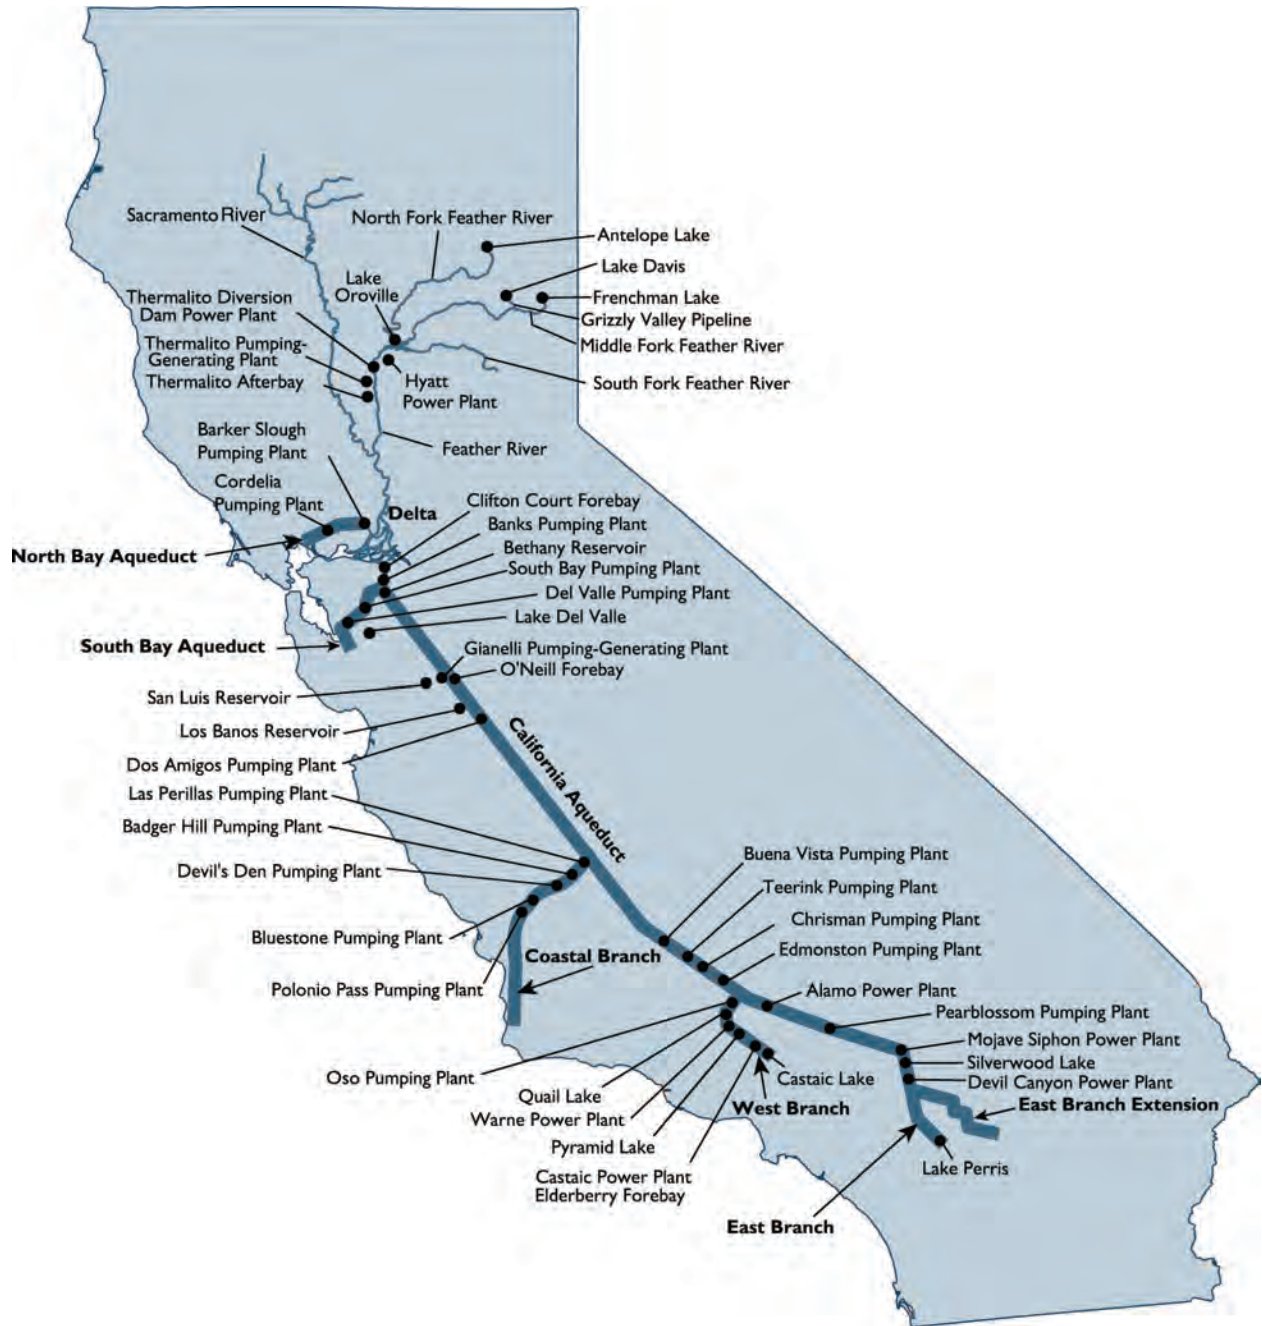 Sacramento River
North Fork Feather River
Antelope Lake
Lake Davis
Lake
Oroville
Thermalito Diversion
Dam Power Plant
Frenchman Lake
Grizzly Valley Pipeline
Middle Fork Feather River
Thermalito Pumping-
Generating Plant
Thermalito Afterbay
Hyatt
Power Plant
South Fork Feather River
Barker Slough
Pumping Plant
Feather River
Cordelia
Pumping Plant
Delta
Clifton Court Forebay
Banks Pumping Plant
North Bay Aqueduct
Bethany Reservoir
South Bay Pumping Plant
Del Valle Pumping Plant
Lake Del Valle
South Bay Aqueduct
Gianelli Pumping-Generating Plant
O'Neill Forebay
San Luis Reservoir
Los Banos Reservoir
Dos Amigos Pumping Plant
California Aqueduct
Las Perillas Pumping Plant
Badger Hill Pumping Plant
Devil's Den Pumping Plant
Buena Vista Pumping Plant
Teerink Pumping Plant
Chrisman Pumping Plant
Bluestone Pumping Plant
Edmonston Pumping Plant
Coastal Branch
Polonio Pass Pumping Plant
Alamo Power Plant
Pearblossom Pumping Plant
Mojave Siphon Power Plant
Silverwood Lake
Oso Pumping Plant
Castaic Lake
Devil Canyon Power Plant
Quail Lake
West Branch
East Branch Extension
Warne Power Plant
Pyramid Lake
Lake Perris
Castaic Power Plant
Elderberry Forebay
East Branch